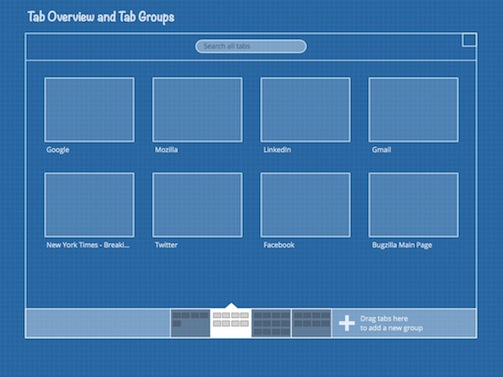 Tab Overview and Tab Groups
Search all tabs
Google
Mozilla
LinkedIn
Gmail
New York Times - Breaki...
Twitter
Facebook
Bugzilla Main Page
Drag tabs here
to add a new group